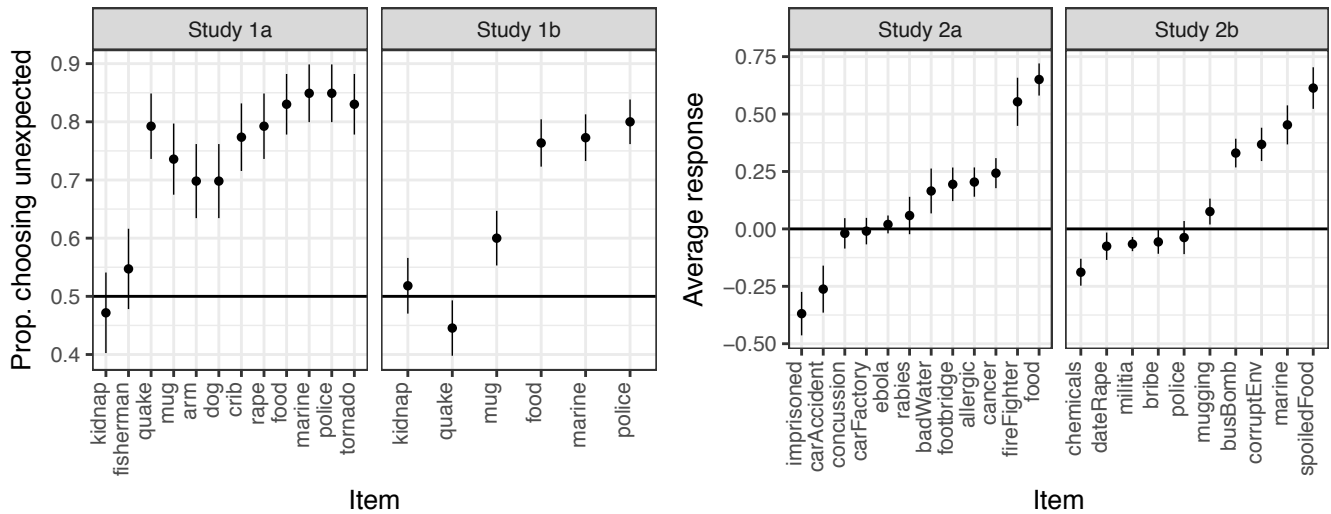 Study 1a
Study 1b
Prop. choosing unexpected
0.9
0.8
0.7
0.6
0.5
0.4
kidnap
fisherman
quake
mug
arm
dog
crib
rape
food
marine
police
tornado
kidnap
quake
mug
food
marine
police
Item
Study 2a
Study 2b
Average response
0.75
0.50
0.25
0.00
−0.25
−0.50
imprisoned
carAccident
concussion
carFactory
ebola
rabies
badWater
footbridge
allergic
cancer
fireFighter
food
chemicals
dateRape
militia
bribe
police
mugging
busBomb
corruptEnv
marine
spoiledFood
Item